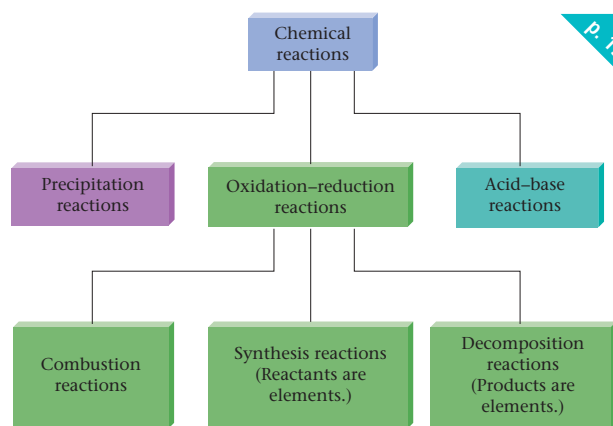 Chemical
reactions
p. 1
Precipitation
reactions
Oxidation–reduction
reactions
Acid–base
reactions
Combustion
reactions
Synthesis reactions
(Reactants are
elements.)
Decomposition
reactions
(Products are
elements.)